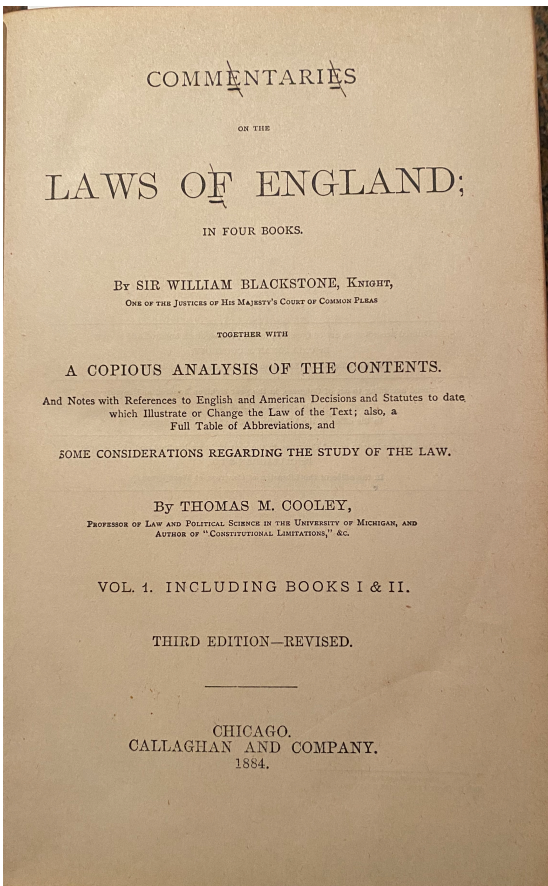 COMMENTARIES
ON THE
LAWS OF ENGLAND;
IN FOUR BOOKS.
By SIR WILLIAM BLACKSTONE, Knight,
One of the Justices of His Majesty's Court of Common Pleas
TOGETHER WITH
A COPIOUS ANALYSIS OF THE CONTENTS.
And Notes with References to English and American Decisions and Statutes to date,
which Illustrate or Change the Law of the Text; also, a
Full Table of Abbreviations, and
SOME CONSIDERATIONS REGARDING THE STUDY OF THE LAW.
By THOMAS M. COOLEY,
Professor of Law and Political Science in the University of Michigan, and
Author of "Constitutional Limitations," &c.
VOL. 1. INCLUDING BOOKS I & II.
THIRD EDITION—REVISED.
CHICAGO.
CALLAGHAN AND COMPANY.
1884.